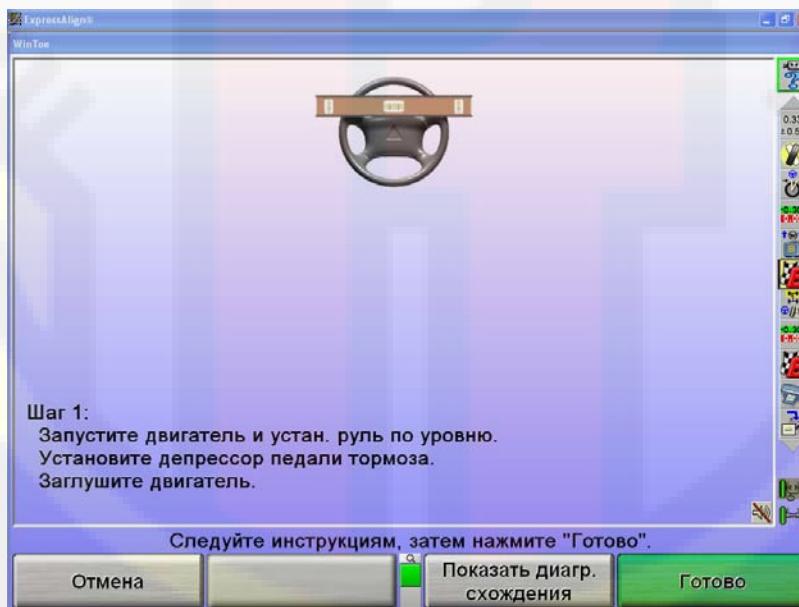 ExpressAlign®
WinToe
Шаг 1:
Запустите двигатель и устан. руль по уровню.
Установите депрессор педали тормоза.
Заглушите двигатель.
Следуйте инструкциям, затем нажмите "Готово".
Отмена
Показать диагр.
схождения
Готово